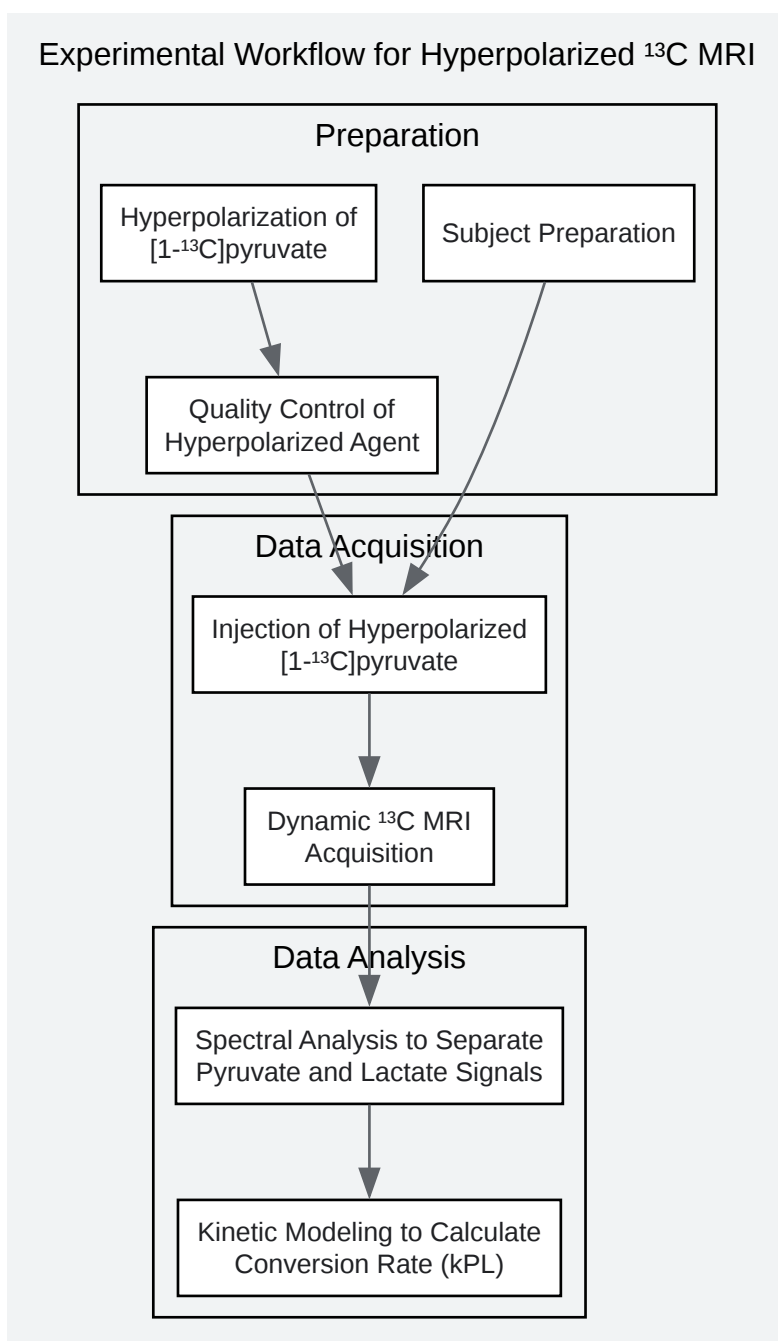 Experimental Workflow for Hyperpolarized ¹³C MRI
Preparation
Hyperpolarization of
[1-¹³C]pyruvate
Subject Preparation
Quality Control of
Hyperpolarized Agent
Data Acquisition
Injection of Hyperpolarized
[1-¹³C]pyruvate
Dynamic ¹³C MRI
Acquisition
Data Analysis
Spectral Analysis to Separate
Pyruvate and Lactate Signals
Kinetic Modeling to Calculate
Conversion Rate (kPL)